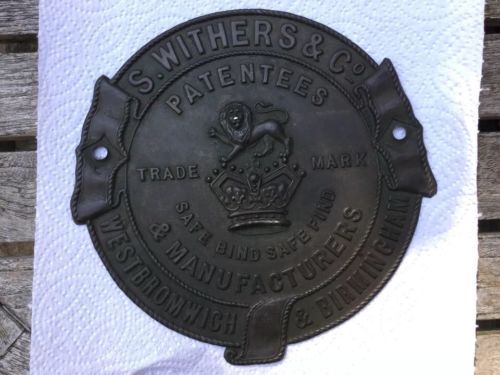 S. WITHERS & Co
PATENTEES
TRADE MARK
SAFE BIND SAFE FIND
& MANUFACTURERS
WESTBROMWICH & BIRMINGHAM